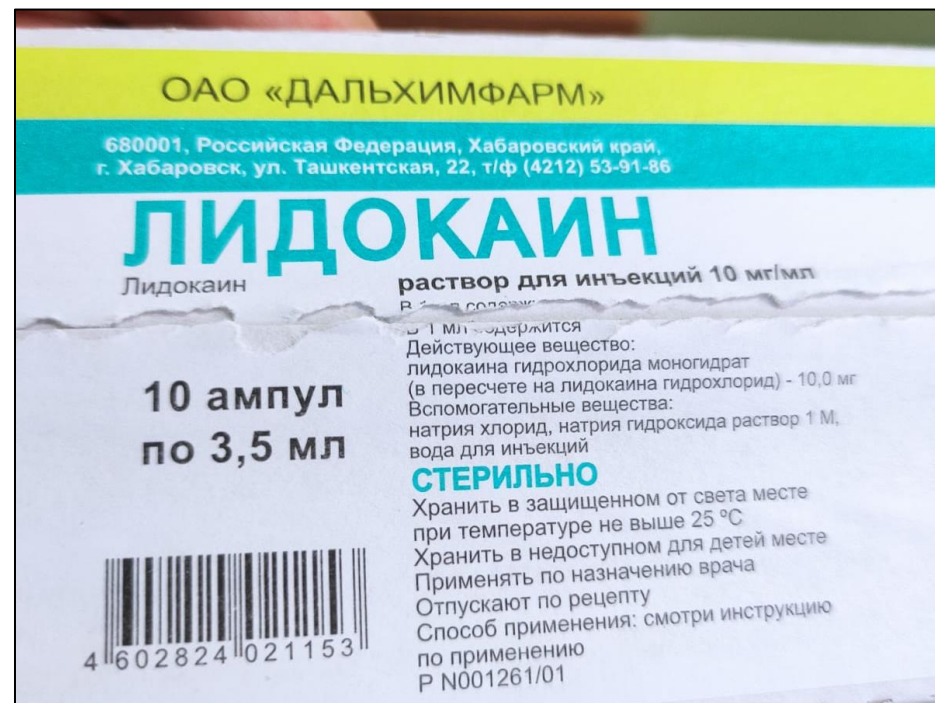 ОАО «ДАЛЬХИМФАРМ»
680001, Российская Федерация, Хабаровский край,
г. Хабаровск, ул. Ташкентская, 22, т/ф (4212) 53-91-86
ЛИДОКАИН
Лидокаин
раствор для инъекций 10 мг/мл
В 1 мл содержится
Действующее вещество:
лидокаина гидрохлорида моногидрат
(в пересчете на лидокаина гидрохлорид) - 10,0 мг
Вспомогательные вещества:
натрия хлорид, натрия гидроксида раствор 1 М,
вода для инъекций
10 ампул
по 3,5 мл
СТЕРИЛЬНО
Хранить в защищенном от света месте
при температуре не выше 25 ºС
Хранить в недоступном для детей месте
Применять по назначению врача
Отпускают по рецепту
Способ применения: смотри инструкцию
по применению
Р N001261/01
4 602824 021153